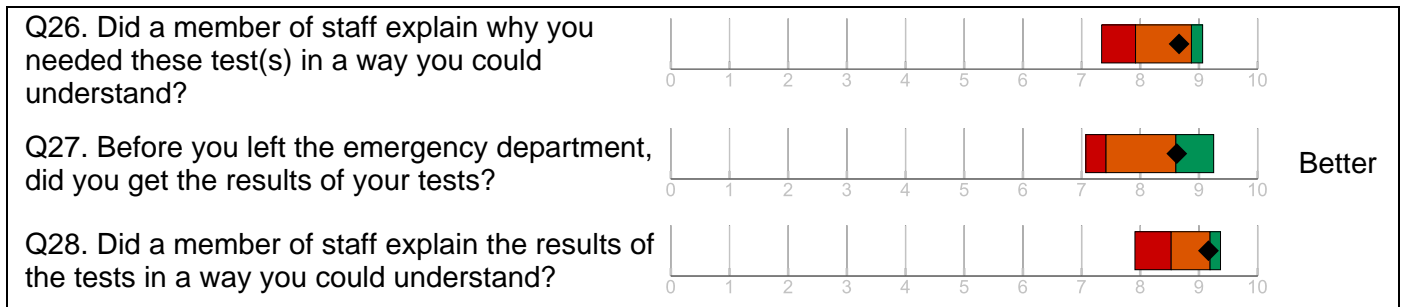 Q26. Did a member of staff explain why you
needed these test(s) in a way you could
understand?
0 1 2 3 4 5 6 7 8 9 10
Q27. Before you left the emergency department,
did you get the results of your tests?
0 1 2 3 4 5 6 7 8 9 10
Better
Q28. Did a member of staff explain the results of
the tests in a way you could understand?
0 1 2 3 4 5 6 7 8 9 10